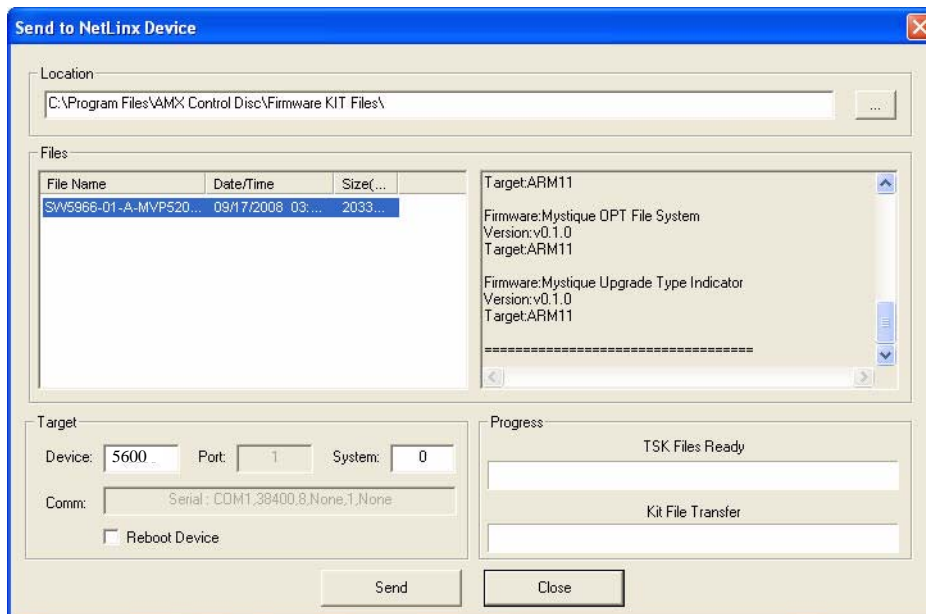 Send to NetLinx Device
Location
C:\Program Files\AMX Control Disc\Firmware KIT Files\
...
Files
File Name Date/Time Size(...
SW5966-01-A-MVP520... 09/17/2008 03:... 2033...
Target:ARM11
Firmware:Mystique OPT File System
Version:v0.1.0
Target:ARM11
Firmware:Mystique Upgrade Type Indicator
Version:v0.1.0
Target:ARM11
===================================
Target
Device: 5600 Port: 1 System: 0
Comm: Serial : COM1,38400,8,None,1,None
Reboot Device
Progress
TSK Files Ready
Kit File Transfer
Send Close